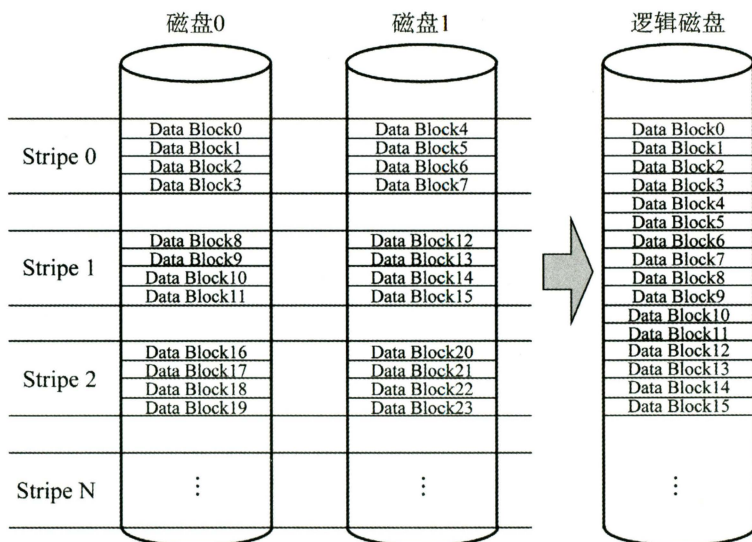 磁盘0 磁盘1 逻辑磁盘
Stripe 0
Data Block0
Data Block1
Data Block2
Data Block3
Data Block4
Data Block5
Data Block6
Data Block7
Stripe 1
Data Block8
Data Block9
Data Block10
Data Block11
Data Block12
Data Block13
Data Block14
Data Block15
Stripe 2
Data Block16
Data Block17
Data Block18
Data Block19
Data Block20
Data Block21
Data Block22
Data Block23
Stripe N
⋮
⋮
Data Block0
Data Block1
Data Block2
Data Block3
Data Block4
Data Block5
Data Block6
Data Block7
Data Block8
Data Block9
Data Block10
Data Block11
Data Block12
Data Block13
Data Block14
Data Block15
⋮